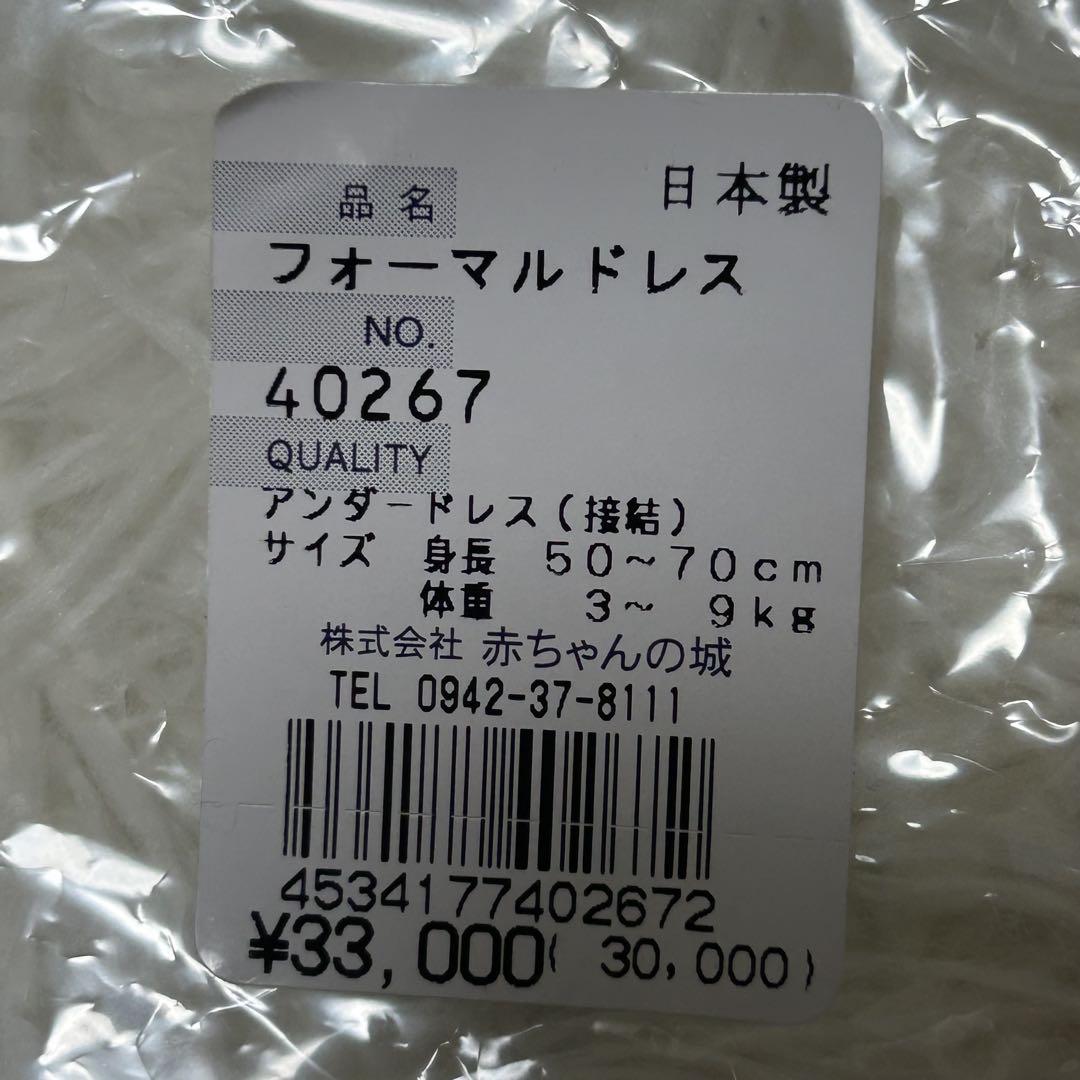 日本製
品名
フォーマルドレス
NO.
40267
QUALITY
アンダードレス(接結)
サイズ 身長 50~70cm
体重 3~ 9kg
株式会社 赤ちゃんの城
TEL 0942-37-8111
4534177402672
¥33,000( 30,000)